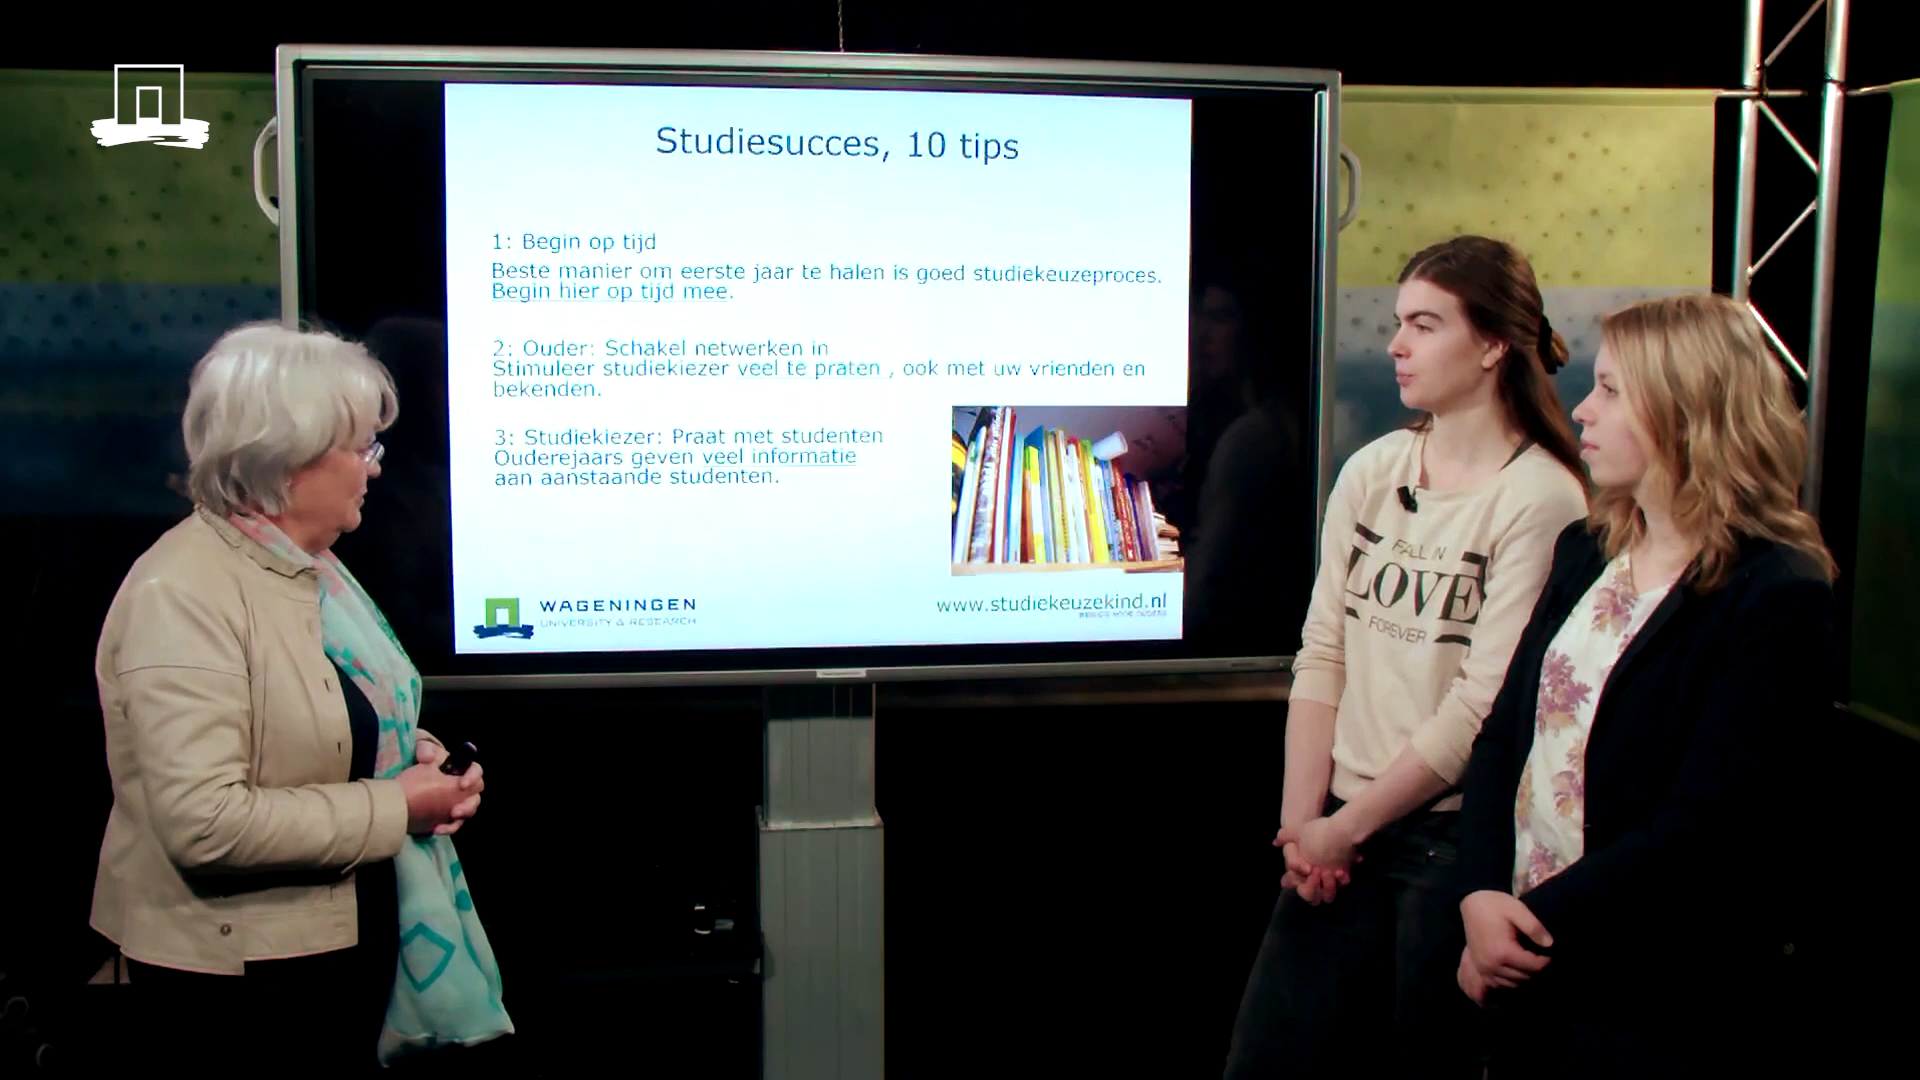 Studiesucces, 10 tips
1: Begin op tijd
Beste manier om eerste jaar te halen is goed studiekeuzeproces.
Begin hier op tijd mee.
2: Ouder: Schakel netwerken in
Stimuleer studiekiezer veel te praten , ook met uw vrienden en
bekenden.
3: Studiekiezer: Praat met studenten
Ouderejaars geven veel informatie
aan aanstaande studenten.
WAGENINGEN
UNIVERSITY & RESEARCH
www.studiekeuzekind.nl
FALL IN
LOVE
FOREVER